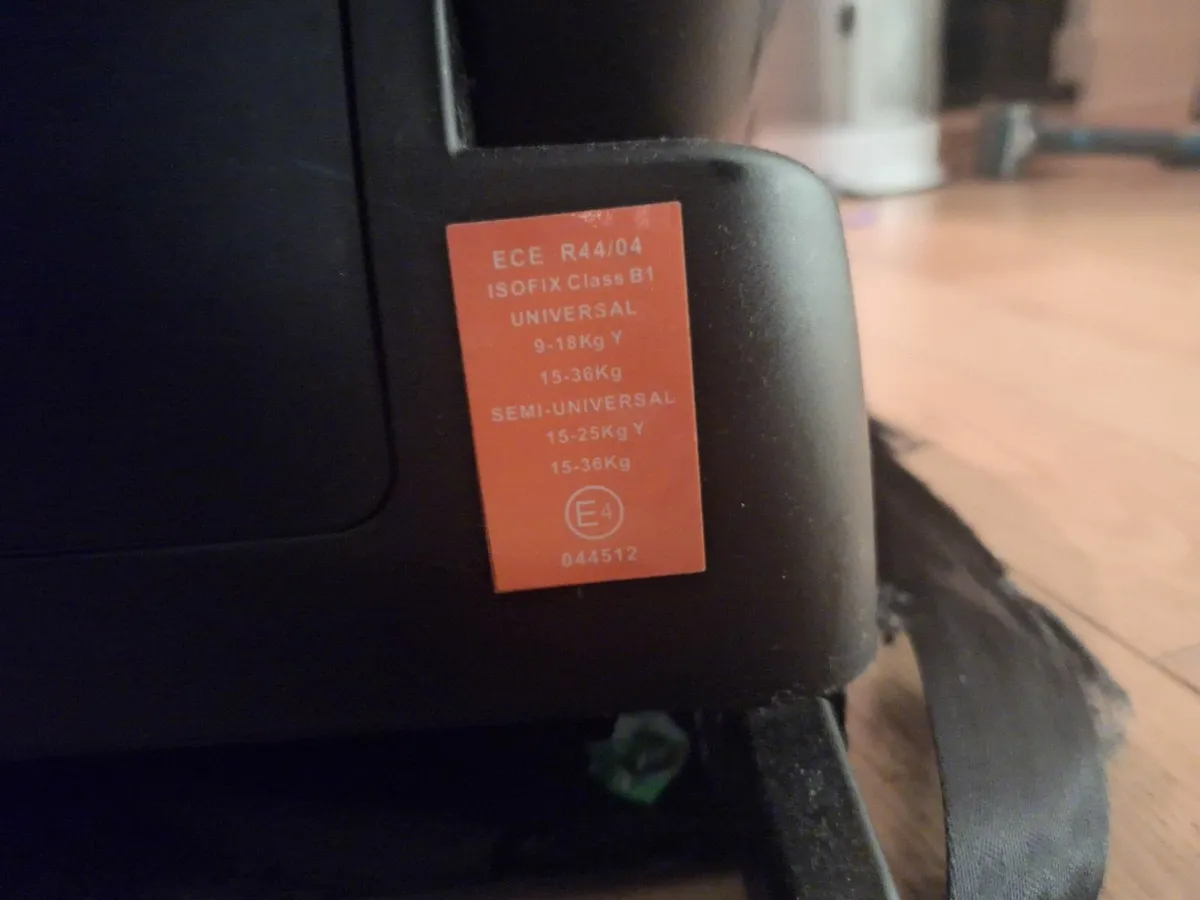 ECE R44/04
ISOFIX Class B1
UNIVERSAL
9-18Kg Y
15-36Kg
SEMI-UNIVERSAL
15-25Kg Y
15-36Kg
E4
044512